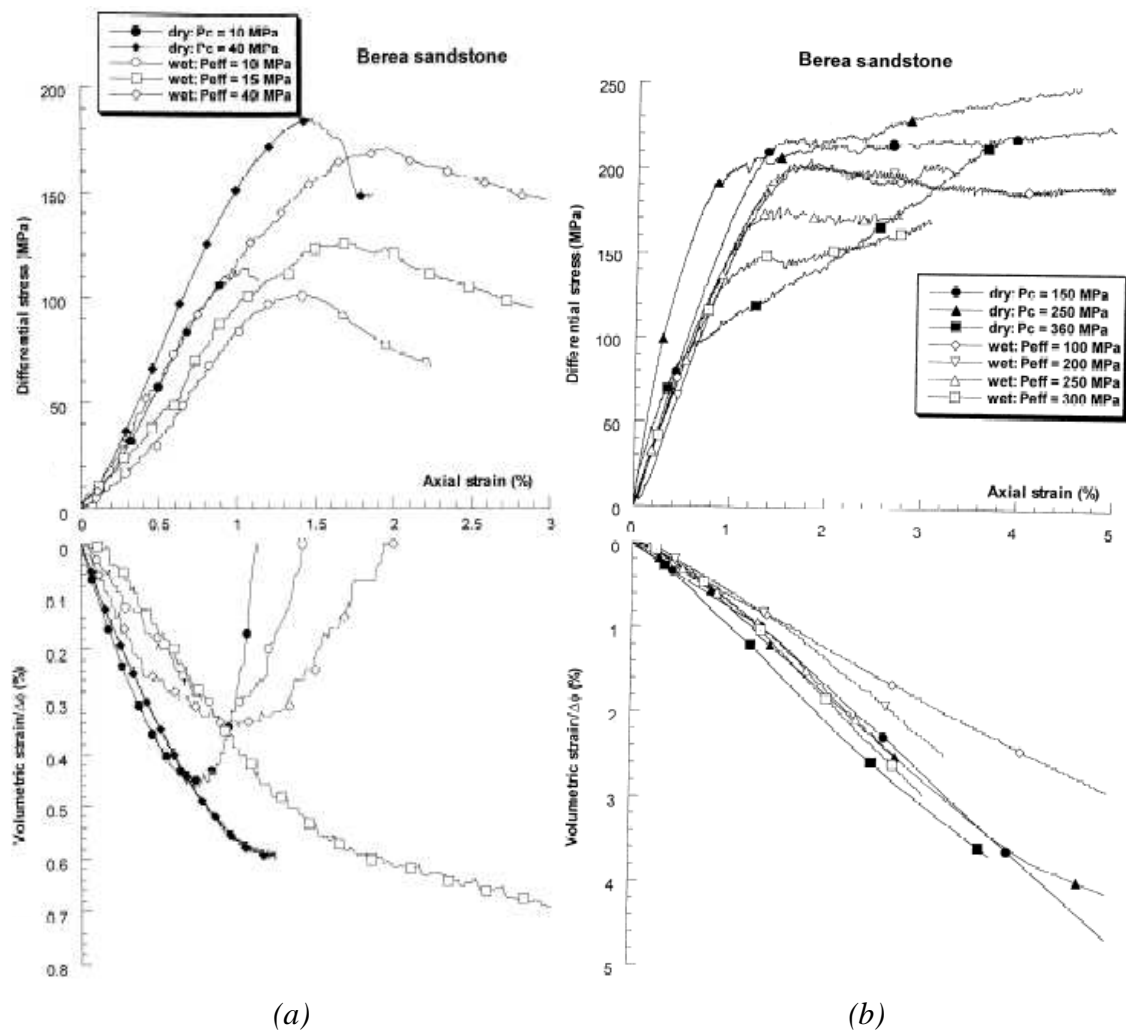 dry: Pc = 10 MPa
dry: Pc = 40 MPa
wet: Peff = 10 MPa
wet: Peff = 15 MPa
wet: Peff = 40 MPa
Berea sandstone
200
150
100
50
0
Differential stress (MPa)
Axial strain (%)
0
0.5
1
1.5
2
2.5
3
0
0.1
0.2
0.3
0.4
0.5
0.6
0.7
0.8
Volumetric strain/Δϕ (%)
(a)
Berea sandstone
250
200
150
100
50
0
Differential stress (MPa)
dry: Pc = 150 MPa
dry: Pc = 250 MPa
dry: Pc = 360 MPa
wet: Peff = 100 MPa
wet: Peff = 200 MPa
wet: Peff = 250 MPa
wet: Peff = 300 MPa
Axial strain (%)
0
1
2
3
4
5
0
1
2
3
4
5
Volumetric strain/Δϕ (%)
(b)